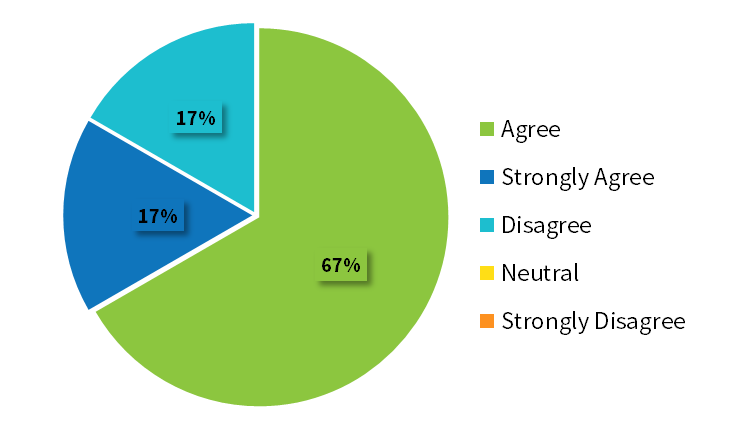 17%
17%
67%
Agree
Strongly Agree
Disagree
Neutral
Strongly Disagree